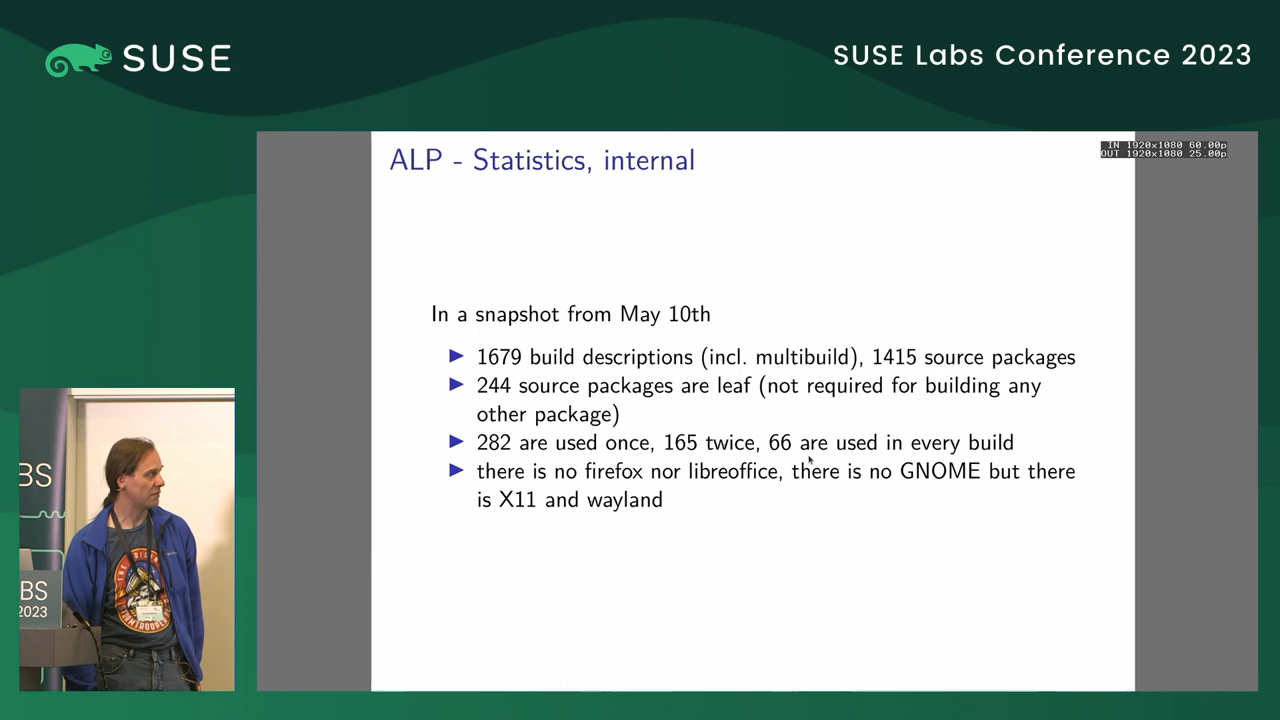 SUSE
SUSE Labs Conference 2023
ALP - Statistics, internal
IN 1920x1080 60.00p
OUT 1920x1080 25.00p
In a snapshot from May 10th
1679 build descriptions (incl. multibuild), 1415 source packages
244 source packages are leaf (not required for building any
other package)
282 are used once, 165 twice, 66 are used in every build
there is no firefox nor libreoffice, there is no GNOME but there
is X11 and wayland
BS
BS
2023
THE ORIGINAL
STORMTROOPER